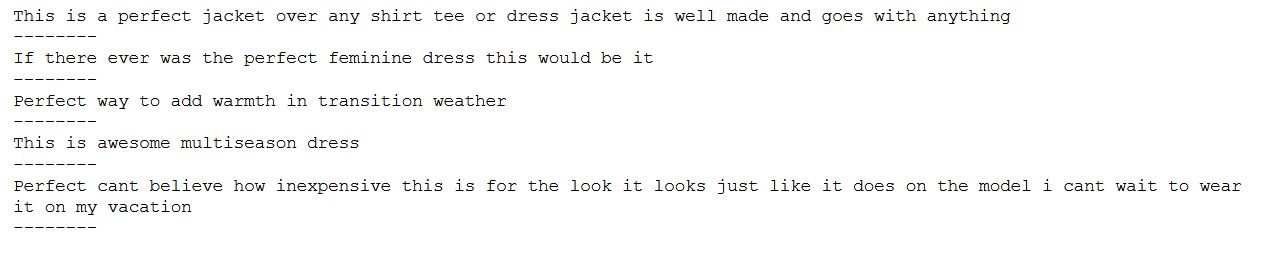 This is a perfect jacket over any shirt tee or dress jacket is well made and goes with anything
--------
If there ever was the perfect feminine dress this would be it
--------
Perfect way to add warmth in transition weather
--------
This is awesome multiseason dress
--------
Perfect cant believe how inexpensive this is for the look it looks just like it does on the model i cant wait to wear
it on my vacation
--------